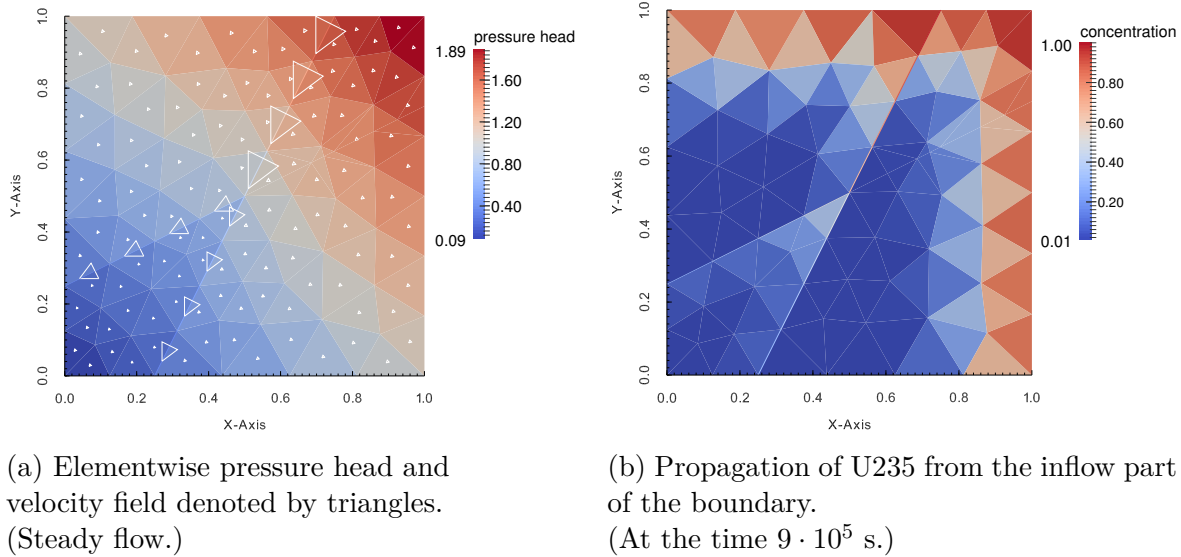 1.0
0.8
0.6
0.4
0.2
0.0
Y-Axis
0.0 0.2 0.4 0.6 0.8 1.0
X-Axis
pressure head
1.89
1.60
1.20
0.80
0.40
0.09
1.0
0.8
0.6
0.4
0.2
0.0
Y-Axis
0.0 0.2 0.4 0.6 0.8 1.0
X-Axis
concentration
1.00
0.80
0.60
0.40
0.20
0.01
(a) Elementwise pressure head and
velocity field denoted by triangles.
(Steady flow.)
(b) Propagation of U235 from the inflow part
of the boundary.
(At the time 9 · 10⁵ s.)